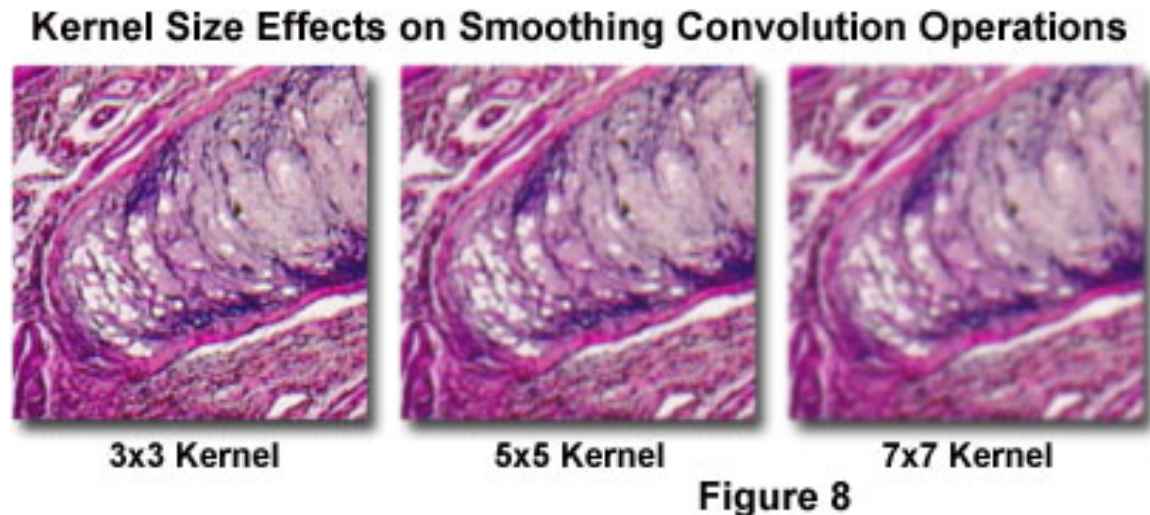 Kernel Size Effects on Smoothing Convolution Operations
3x3 Kernel
5x5 Kernel
7x7 Kernel
Figure 8